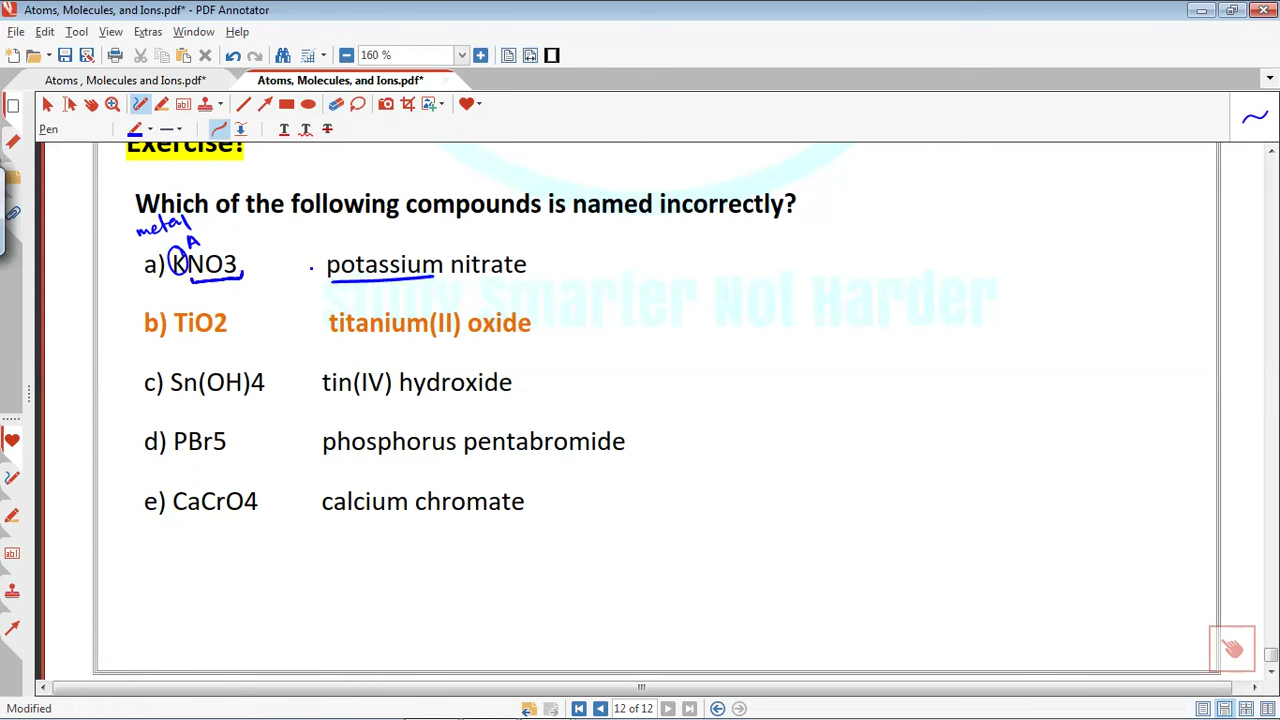 Atoms, Molecules, and Ions.pdf* - PDF Annotator
File Edit Tool View Extras Window Help
160 %
Atoms , Molecules and Ions.pdf* Atoms, Molecules, and Ions.pdf*
Pen
Exercise!
Which of the following compounds is named incorrectly?
metal
A
a) KNO3 potassium nitrate
Study Smarter Not Harder
b) TiO2 titanium(II) oxide
c) Sn(OH)4 tin(IV) hydroxide
d) PBr5 phosphorus pentabromide
e) CaCrO4 calcium chromate
Modified 12 of 12